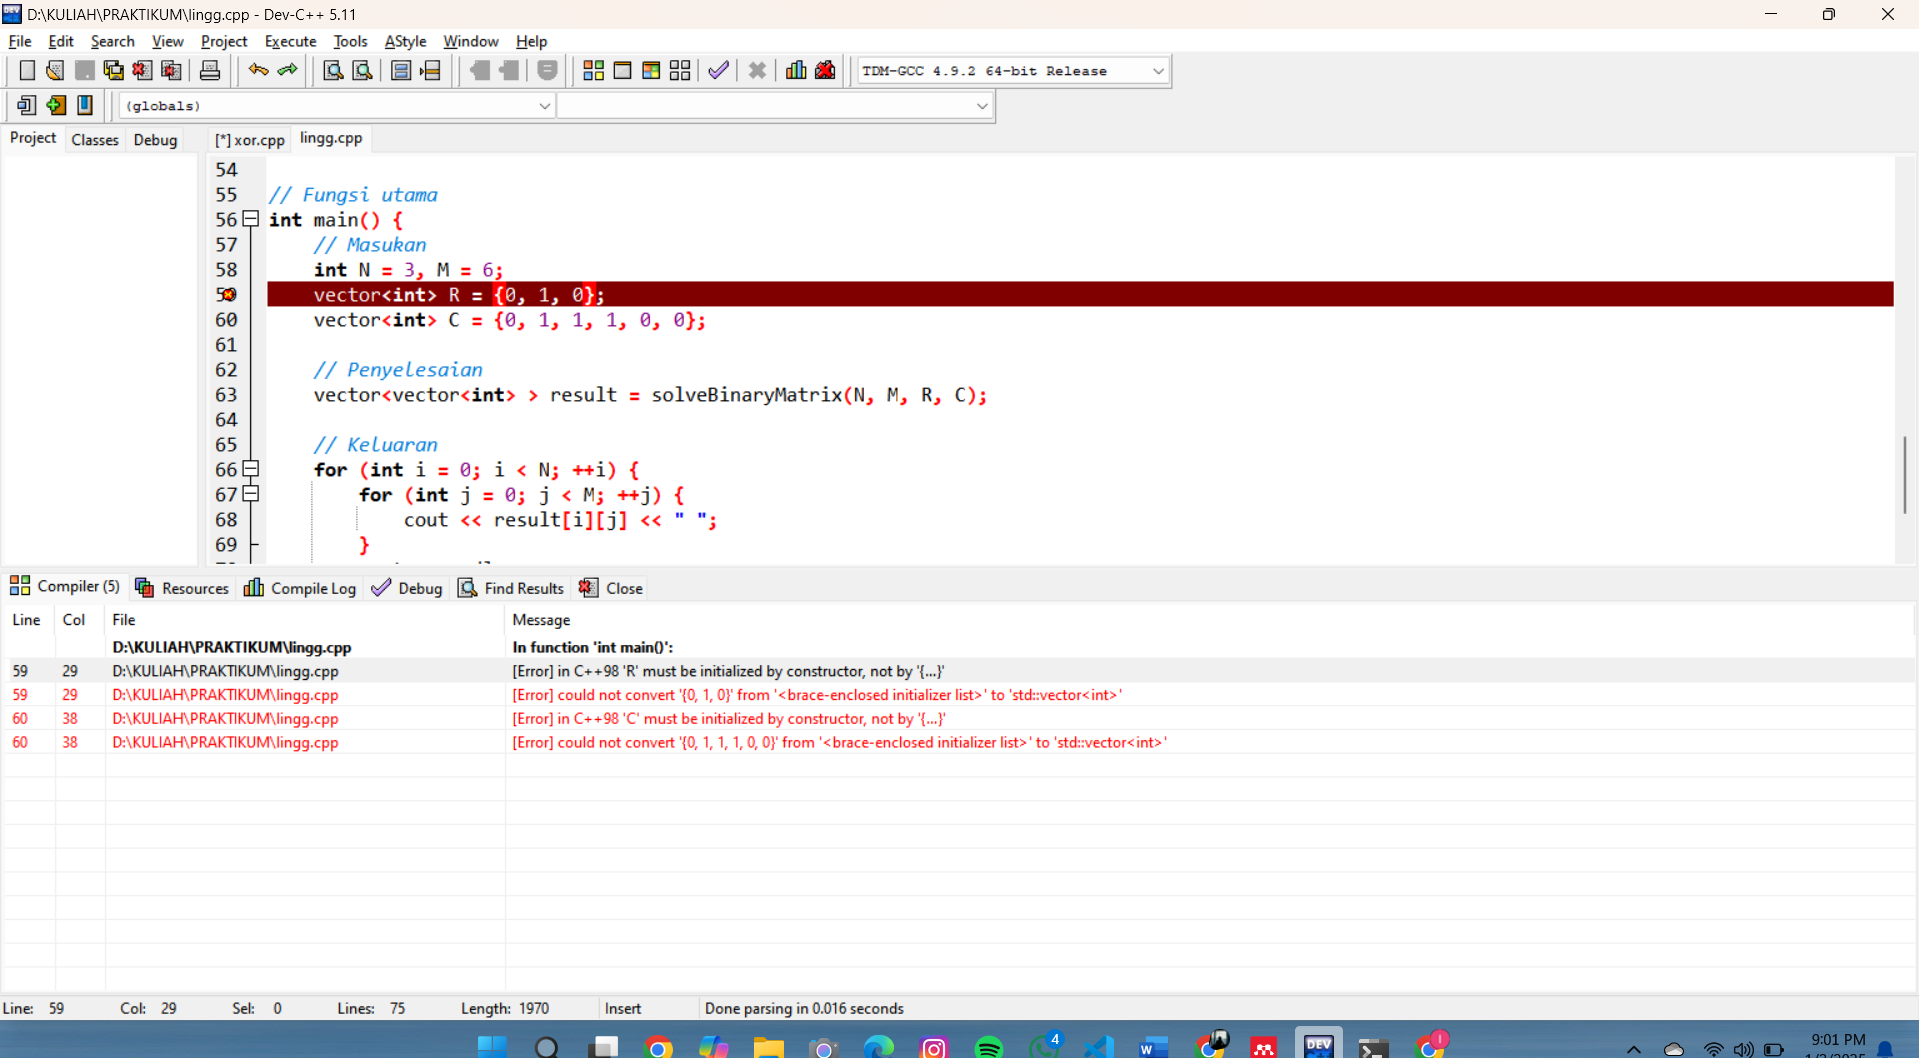 D:\KULIAH\PRAKTIKUM\lingg.cpp - Dev-C++ 5.11
File Edit Search View Project Execute Tools AStyle Window Help
TDM-GCC 4.9.2 64-bit Release
(globals)
Project Classes Debug [*] xor.cpp lingg.cpp
54
55 // Fungsi utama
56 int main() {
57 // Masukan
58 int N = 3, M = 6;
59 vector<int> R = {0, 1, 0};
60 vector<int> C = {0, 1, 1, 1, 0, 0};
61
62 // Penyelesaian
63 vector<vector<int> > result = solveBinaryMatrix(N, M, R, C);
64
65 // Keluaran
66 for (int i = 0; i < N; ++i) {
67 for (int j = 0; j < M; ++j) {
68 cout << result[i][j] << " ";
69 }
Compiler (5) Resources Compile Log Debug Find Results Close
Line Col File Message
D:\KULIAH\PRAKTIKUM\lingg.cpp In function 'int main()':
59 29 D:\KULIAH\PRAKTIKUM\lingg.cpp [Error] in C++98 'R' must be initialized by constructor, not by '{...}'
59 29 D:\KULIAH\PRAKTIKUM\lingg.cpp [Error] could not convert '{0, 1, 0}' from '<brace-enclosed initializer list>' to 'std::vector<int>'
60 38 D:\KULIAH\PRAKTIKUM\lingg.cpp [Error] in C++98 'C' must be initialized by constructor, not by '{...}'
60 38 D:\KULIAH\PRAKTIKUM\lingg.cpp [Error] could not convert '{0, 1, 1, 1, 0, 0}' from '<brace-enclosed initializer list>' to 'std::vector<int>'
Line: 59 Col: 29 Sel: 0 Lines: 75 Length: 1970 Insert Done parsing in 0.016 seconds
4
DEV
9:01 PM